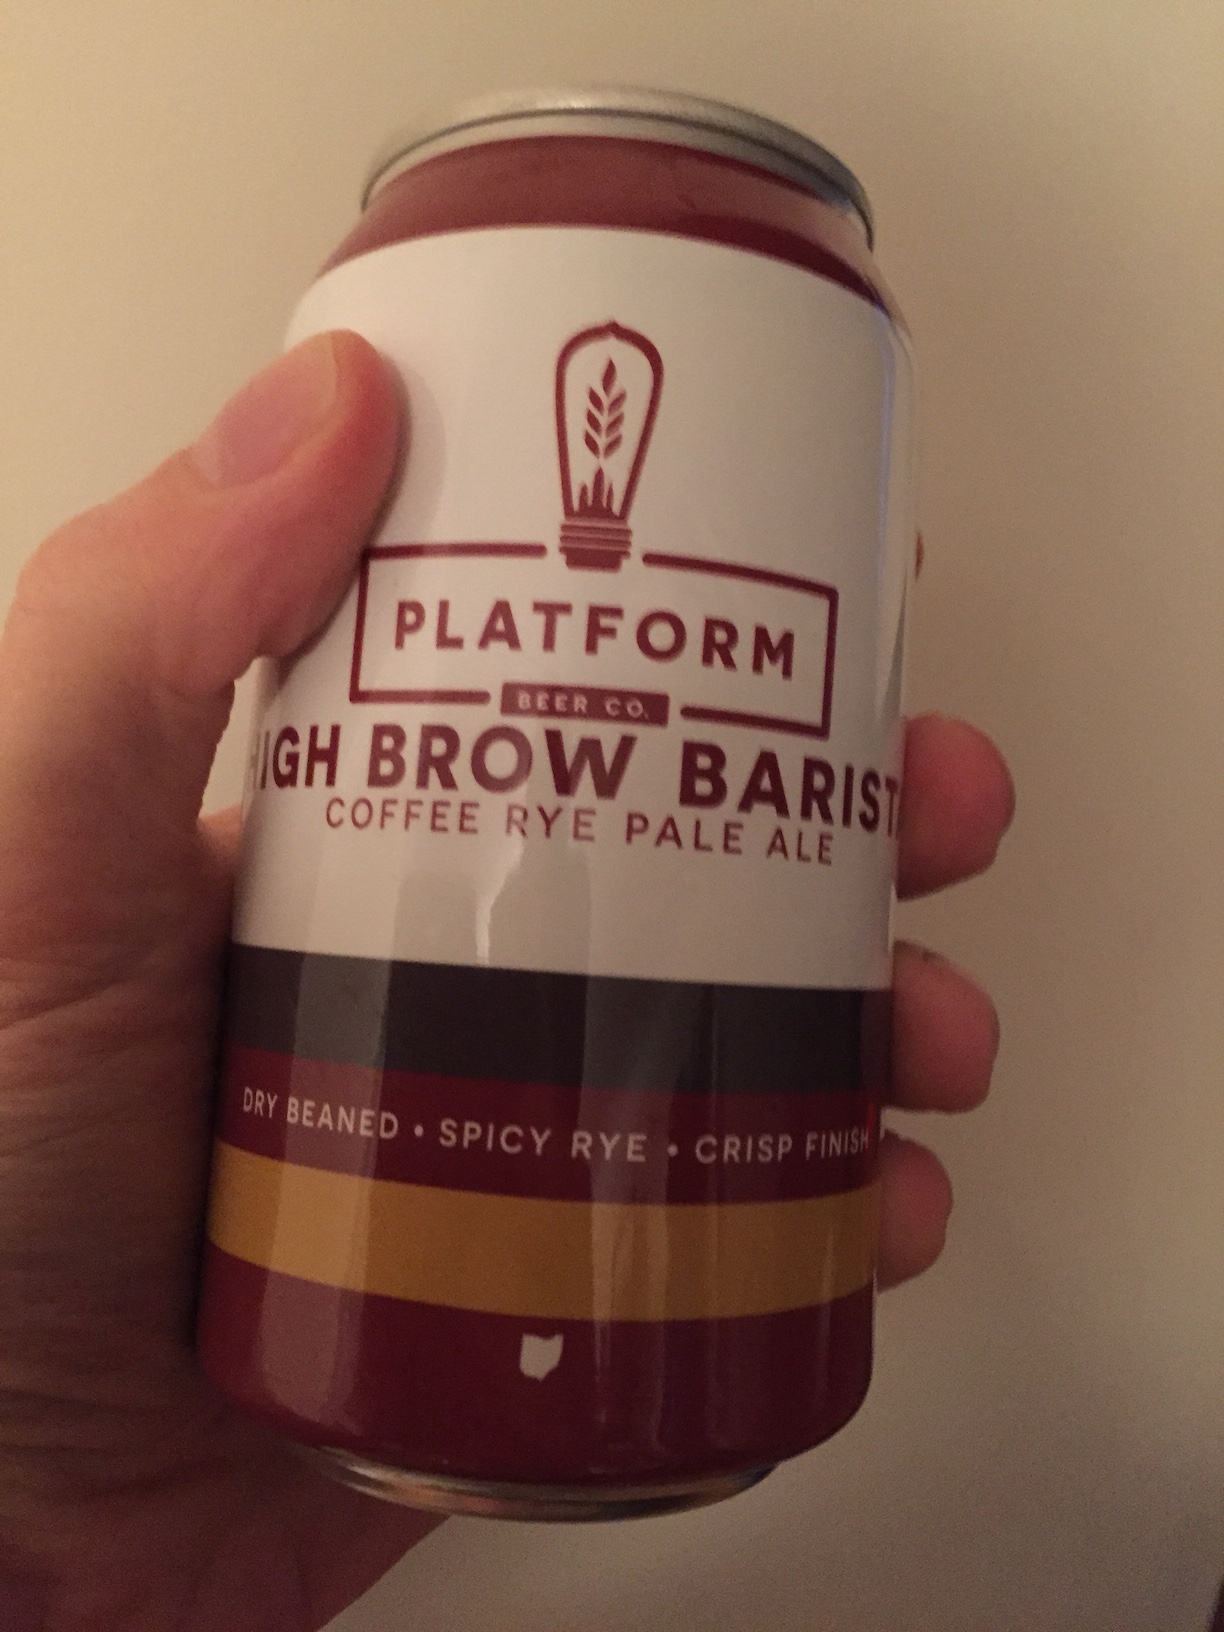 PLATFORM
BEER CO.
IGH BROW BARIST
COFFEE RYE PALE ALE
DRY BEANED • SPICY RYE • CRISP FINISH